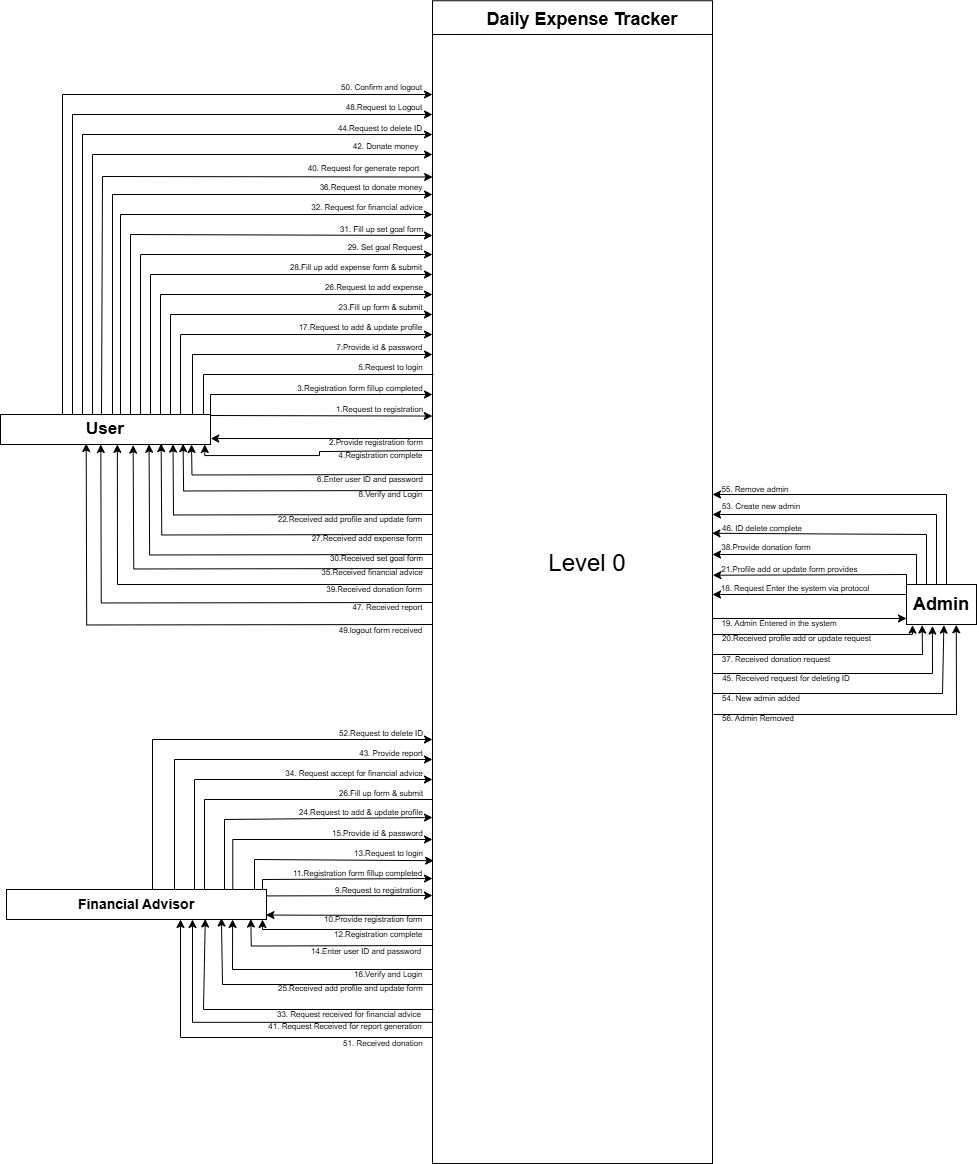 Daily Expense Tracker
50. Confirm and logout
48.Request to Logout
44.Request to delete ID
42. Donate money
40. Request for generate report
36.Request to donate money
32. Request for financial advice
31. Fill up set goal form
29. Set goal Request
28.Fill up add expense form & submit
26.Request to add expense
23.Fill up form & submit
17.Request to add & update profile
7.Provide id & password
5.Request to login
3.Registration form fillup completed
1.Request to registration
User
2.Provide registration form
4.Registration complete
6.Enter user ID and password
8.Verify and Login
22.Received add profile and update form
27.Received add expense form
30.Received set goal form
35.Received financial advice
39.Received donation form
47. Received report
49.logout form received
Level 0
55. Remove admin
53. Create new admin
46. ID delete complete
38.Provide donation form
21.Profile add or update form provides
18. Request Enter the system via protocol
Admin
19. Admin Entered in the system
20.Received profile add or update request
37. Received donation request
45. Received request for deleting ID
54. New admin added
56. Admin Removed
52.Request to delete ID
43. Provide report
34. Request accept for financial advice
26.Fill up form & submit
24.Request to add & update profile
15.Provide id & password
13.Request to login
11.Registration form fillup completed
9.Request to registration
Financial Advisor
10.Provide registration form
12.Registration complete
14.Enter user ID and password
16.Verify and Login
25.Received add profile and update form
33. Request received for financial advice
41. Request Received for report generation
51. Received donation